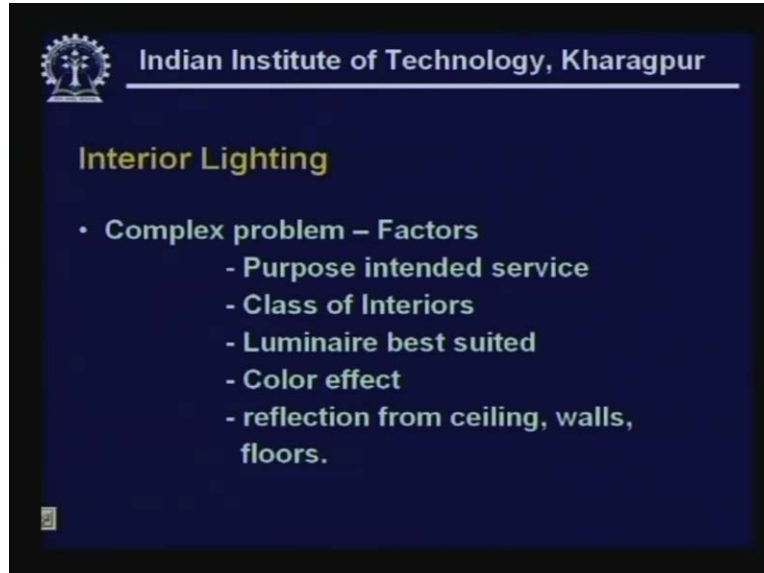 Indian Institute of Technology, Kharagpur
Interior Lighting
• Complex problem – Factors
- Purpose intended service
- Class of Interiors
- Luminaire best suited
- Color effect
- reflection from ceiling, walls,
floors.